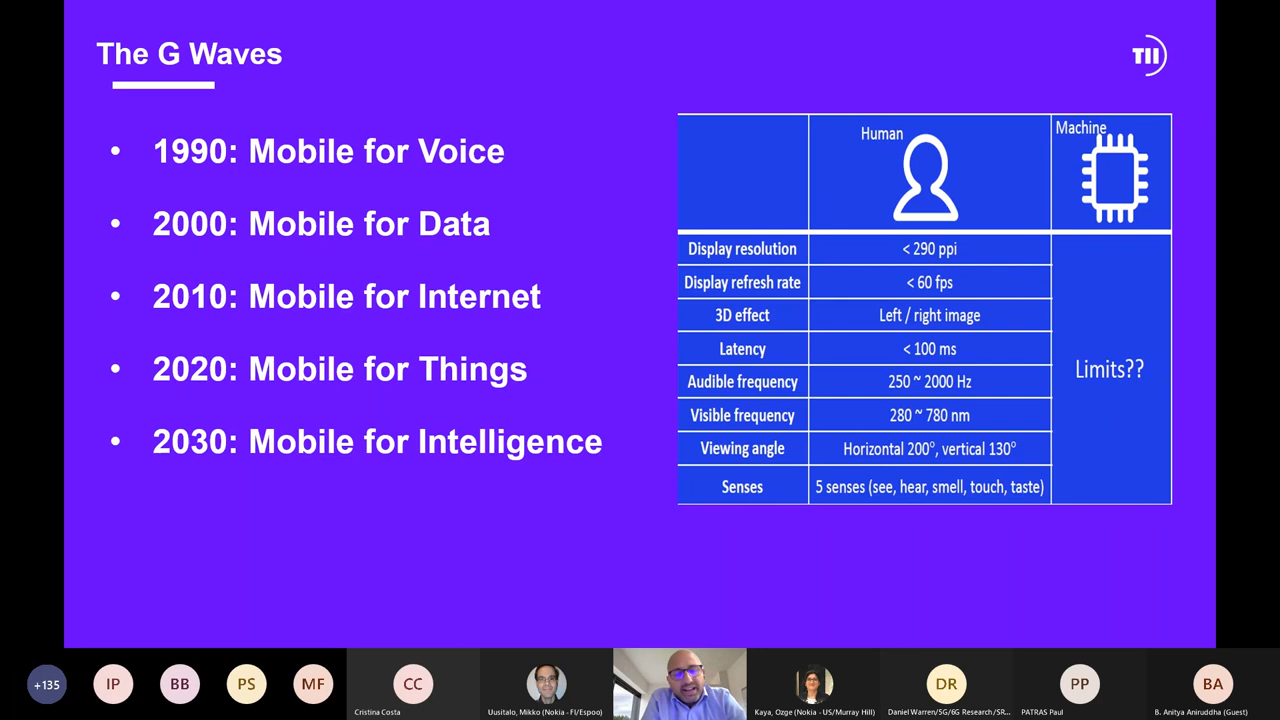 The G Waves
TII
• 1990: Mobile for Voice
• 2000: Mobile for Data
• 2010: Mobile for Internet
• 2020: Mobile for Things
• 2030: Mobile for Intelligence
Human
Machine
Display resolution < 290 ppi
Display refresh rate < 60 fps
3D effect Left / right image
Latency < 100 ms
Audible frequency 250 ~ 2000 Hz
Visible frequency 280 ~ 780 nm
Viewing angle Horizontal 200°, vertical 130°
Senses 5 senses (see, hear, smell, touch, taste)
Limits??
+135
IP
BB
PS
MF
CC
Cristina Costa
Uusitalo, Mikko (Nokia - FI/Espoo)
Kaya, Ozge (Nokia - US/Murray Hill)
DR
Daniel Warren/5G/6G Research/SR...
PP
PATRAS Paul
BA
B. Anitya Aniruddha (Guest)